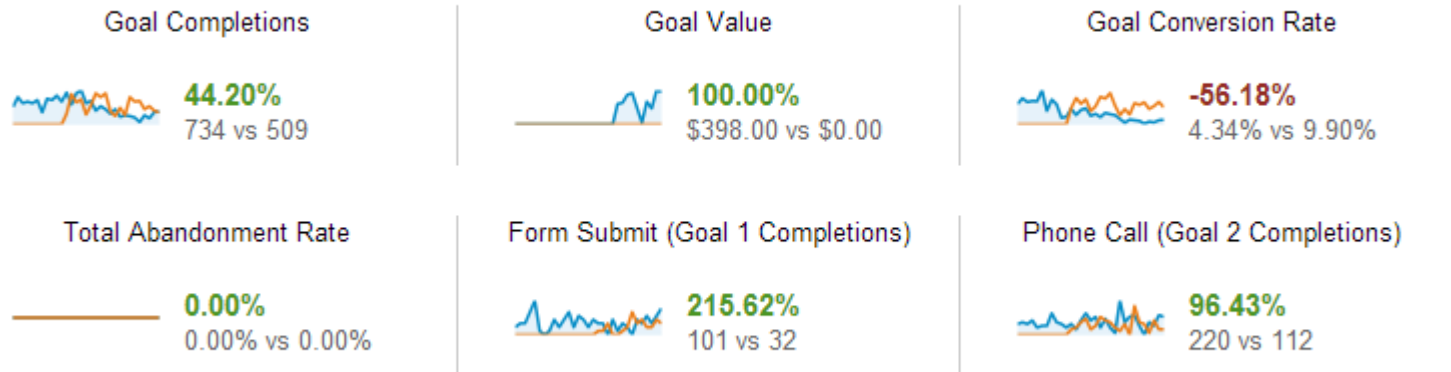 Goal Completions
44.20%
734 vs 509
Goal Value
100.00%
$398.00 vs $0.00
Goal Conversion Rate
-56.18%
4.34% vs 9.90%
Total Abandonment Rate
0.00%
0.00% vs 0.00%
Form Submit (Goal 1 Completions)
215.62%
101 vs 32
Phone Call (Goal 2 Completions)
96.43%
220 vs 112